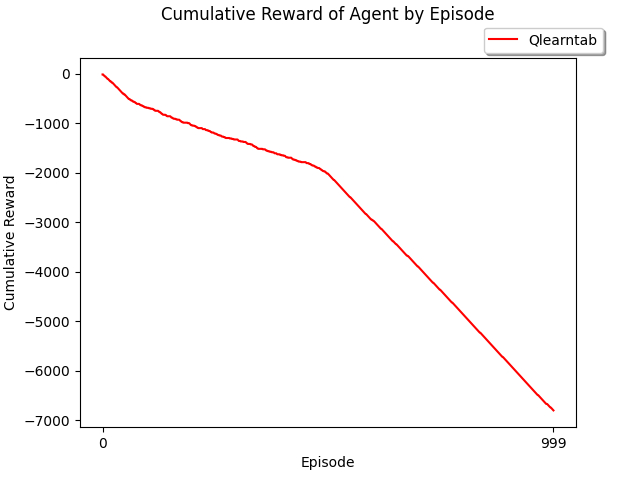 Cumulative Reward of Agent by Episode
Qlearntab
0
−1000
−2000
−3000
−4000
−5000
−6000
−7000
Cumulative Reward
0
999
Episode